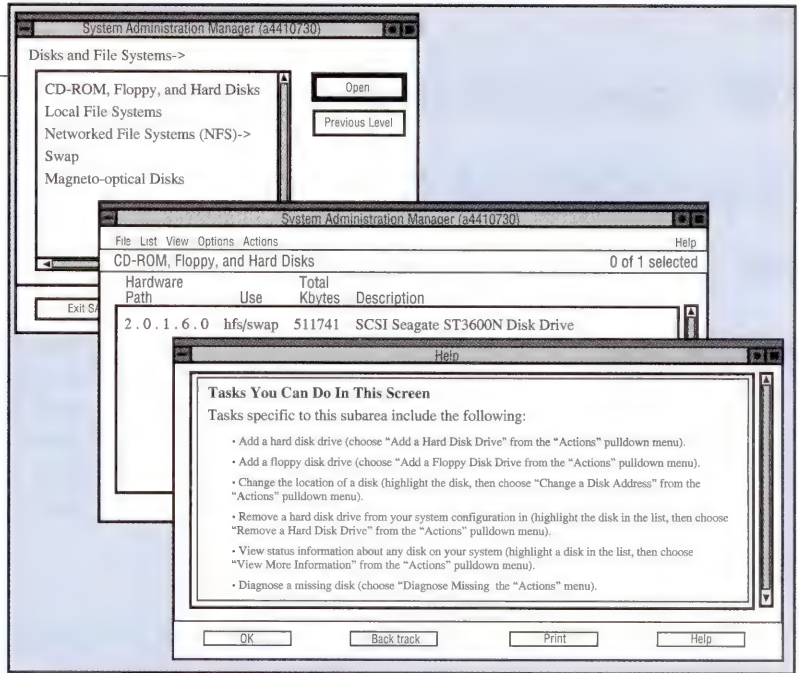 System Administration Manager (a4410730)
Disks and File Systems->
CD-ROM, Floppy, and Hard Disks
Local File Systems
Networked File Systems (NFS)->
Swap
Magneto-optical Disks
Open
Previous Level
Exit SA
System Administration Manager (a4410730)
File List View Options Actions Help
CD-ROM, Floppy, and Hard Disks 0 of 1 selected
Hardware Total
Path Use Kbytes Description
2.0.1.6.0 hfs/swap 511741 SCSI Seagate ST3600N Disk Drive
Help
Tasks You Can Do In This Screen
Tasks specific to this subarea include the following:
• Add a hard disk drive (choose “Add a Hard Disk Drive” from the “Actions” pulldown menu).
• Add a floppy disk drive (choose “Add a Floppy Disk Drive from the “Actions” pulldown menu).
• Change the location of a disk (highlight the disk, then choose “Change a Disk Address” from the
“Actions” pulldown menu).
• Remove a hard disk drive from your system configuration in (highlight the disk in the list, then choose
“Remove a Hard Disk Drive” from the “Actions” pulldown menu).
• View status information about any disk on your system (highlight a disk in the list, then choose
“View More Information” from the “Actions” pulldown menu).
• Diagnose a missing disk (choose “Diagnose Missing the “Actions” menu).
OK Back track Print Help